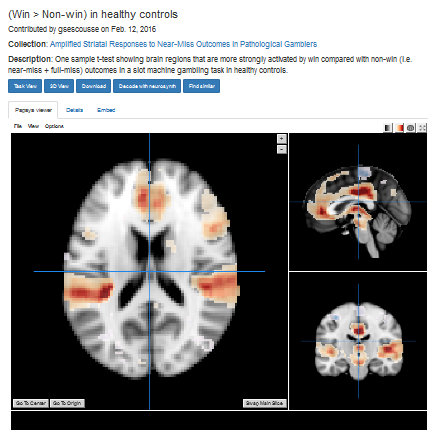 (Win > Non-win) in healthy controls
Contributed by gsescousse on Feb. 12, 2016
Collection: Amplified Striatal Responses to Near-Miss Outcomes in Pathological Gamblers
Description: One sample t-test showing brain regions that are more strongly activated by win compared with non-win (i.e.
near-miss + full-miss) outcomes in a slot machine gambling task in healthy controls.
Task View 3D View Download Decode with neurosynth Find similar
Papaya viewer Details Embed
File View Options
+
-
Go To Center Go To Origin Swap Main Slice